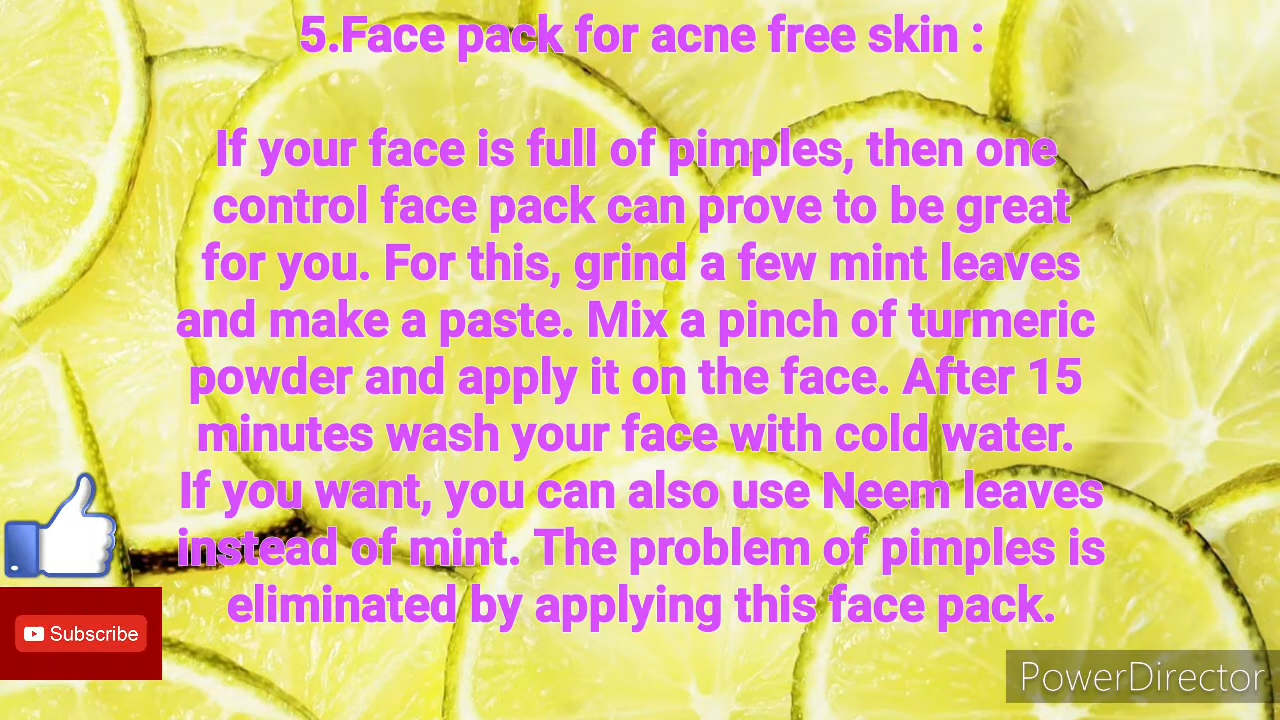 5.Face pack for acne free skin :
If your face is full of pimples, then one
control face pack can prove to be great
for you. For this, grind a few mint leaves
and make a paste. Mix a pinch of turmeric
powder and apply it on the face. After 15
minutes wash your face with cold water.
If you want, you can also use Neem leaves
instead of mint. The problem of pimples is
eliminated by applying this face pack.
Subscribe
PowerDirector